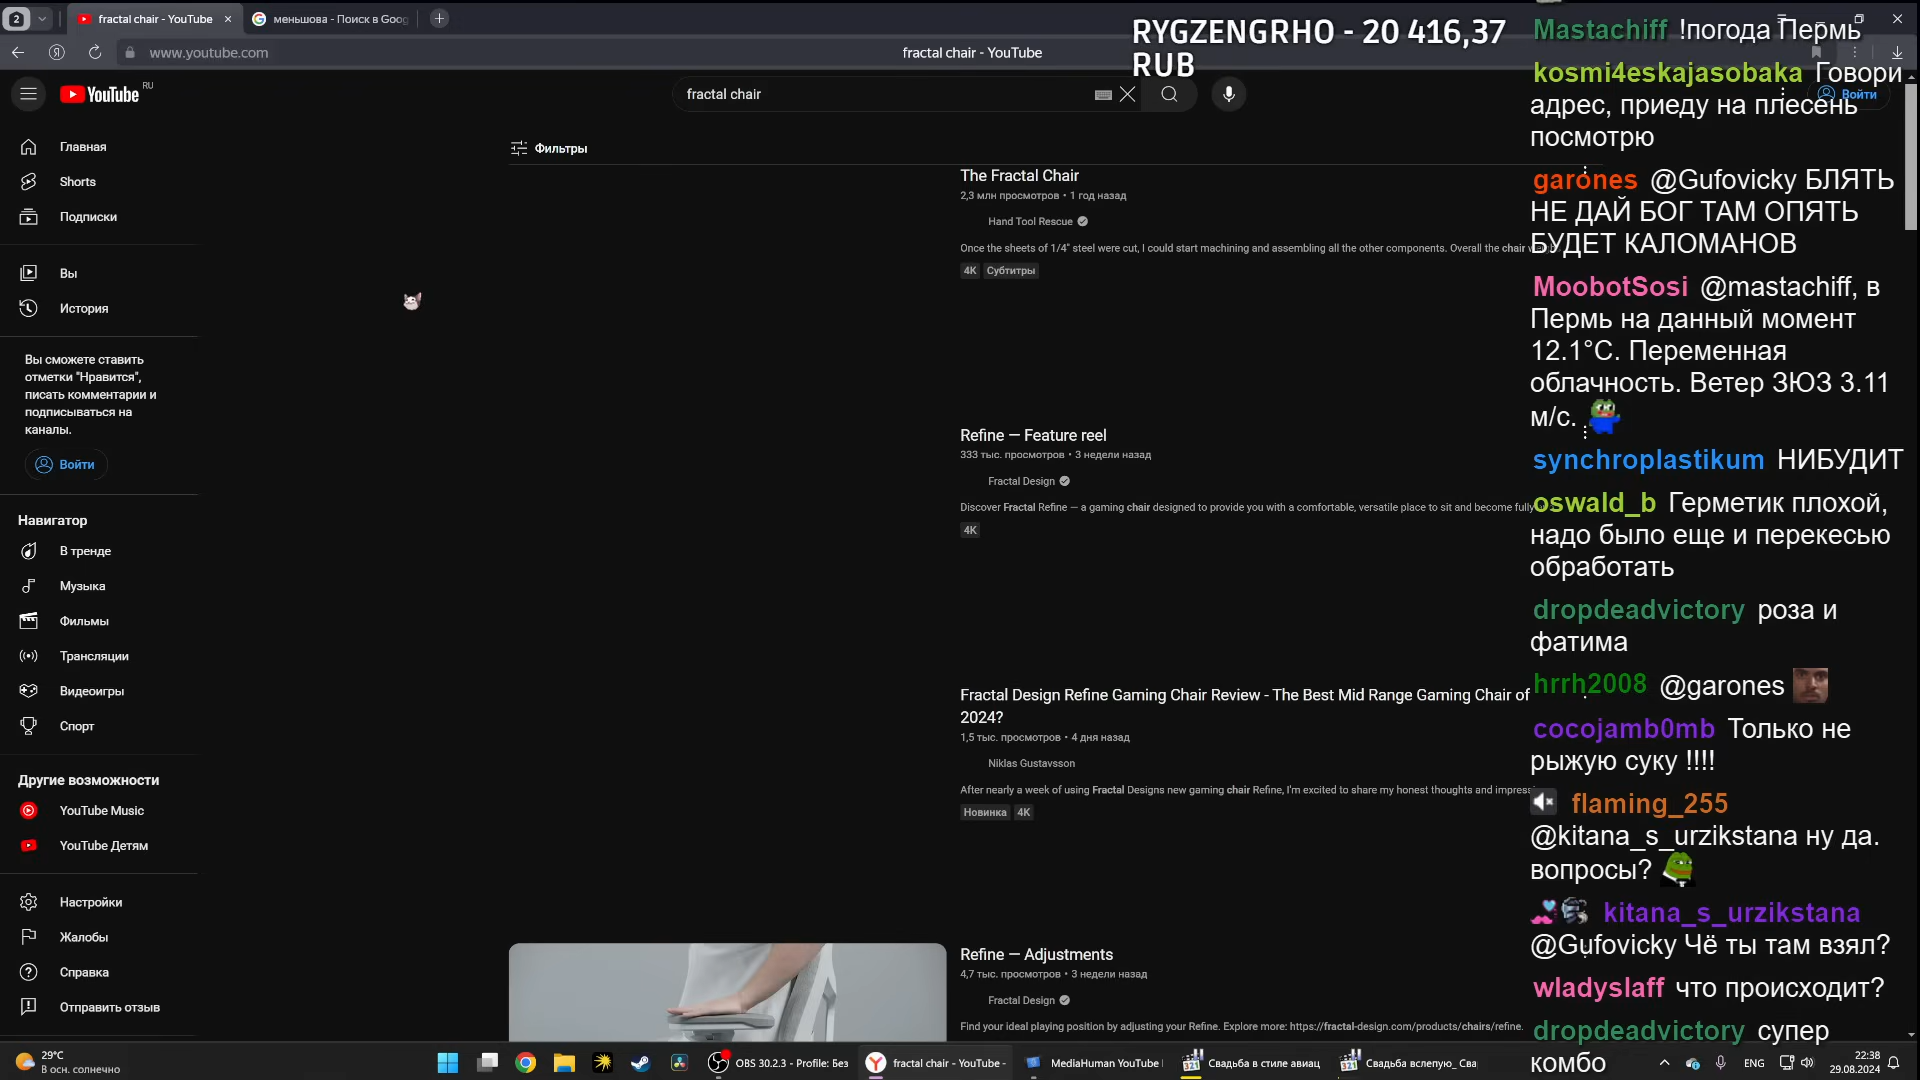 2
fractal chair - YouTube
меньшова - Поиск в Goog
www.youtube.com
fractal chair - YouTube
RYGZENGRHO - 20 416,37
RUB
YouTube
RU
fractal chair
Войти
Главная
Shorts
Подписки
Вы
История
Вы сможете ставить
отметки "Нравится",
писать комментарии и
подписываться на
каналы.
Войти
Навигатор
В тренде
Музыка
Фильмы
Трансляции
Видеоигры
Спорт
Другие возможности
YouTube Music
YouTube Детям
Настройки
Жалобы
Справка
Отправить отзыв
Фильтры
The Fractal Chair
2,3 млн просмотров • 1 год назад
Hand Tool Rescue
Once the sheets of 1/4" steel were cut, I could start machining and assembling all the other components. Overall the chair
4K Субтитры
Refine — Feature reel
333 тыс. просмотров • 3 недели назад
Fractal Design
Discover Fractal Refine — a gaming chair designed to provide you with a comfortable, versatile place to sit and become fully
4K
Fractal Design Refine Gaming Chair Review - The Best Mid Range Gaming Chair of
2024?
1,5 тыс. просмотров • 4 дня назад
Niklas Gustavsson
After nearly a week of using Fractal Designs new gaming chair Refine, I'm excited to share my honest thoughts and
Новинка 4K
Refine — Adjustments
4,7 тыс. просмотров • 3 недели назад
Fractal Design
Find your ideal playing position by adjusting your Refine. Explore more: https://fractal-design.com/products/chairs/refine.
Mastachiff !погода Пермь
kosmi4eskajasobaka Говори
адрес, приеду на плесень
посмотрю
garones @Gufovicky БЛЯТЬ
НЕ ДАЙ БОГ ТАМ ОПЯТЬ
БУДЕТ КАЛОМАНОВ
MoobotSosi @mastachiff, в
Пермь на данный момент
12.1°C. Переменная
облачность. Ветер ЗЮЗ 3.11
м/с.
synchroplastikum НИБУДИТ
oswald_b Герметик плохой,
надо было еще и перекесью
обработать
dropdeadvictory роза и
фатима
hrrh2008 @garones
cocojamb0mb Только не
рыжую суку !!!!
flaming_255
@kitana_s_urzikstana ну да.
вопросы?
kitana_s_urzikstana
@Gufovicky Чё ты там взял?
wladyslaff что происходит?
dropdeadvictory супер
комбо
29°C
В осн. солнечно
OBS 30.2.3 - Profile: Без
fractal chair - YouTube -
MediaHuman YouTube
Свадьба в стиле авиац
Свадьба вслепую_ Сва
ENG
22:38
29.08.2024